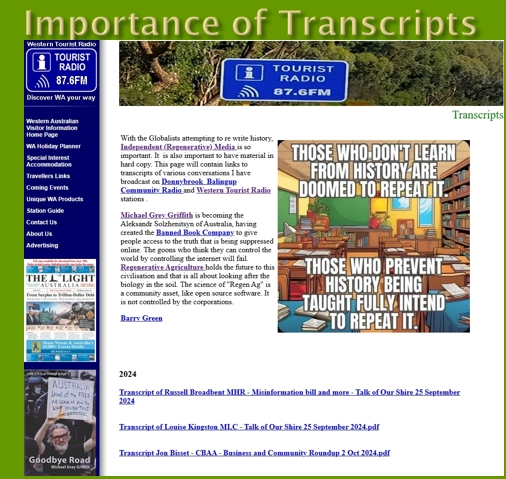 Importance of Transcripts
Western Tourist Radio
TOURIST
RADIO
87.6FM
Discover WA your way
TOURIST
RADIO
87.6FM
Transcripts
Western Australian
Visitor Information
Home Page
WA Holiday Planner
Special Interest
Accommodation
Travellers Links
Coming Events
Unique WA Products
Station Guide
Contact Us
About Us
Advertising
THE LIGHT
AUSTRALIA
From Surplus to Trillion-Dollar Debt
AUSTRALIA
LAND OF THE FREE
Goodbye Road
Michael Gray Griffith
With the Globalists attempting to re write history,
Independent (Regenerative) Media is so
important. It is also important to have material in
hard copy. This page will contain links to
transcripts of various conversations I have
broadcast on Donnybrook Balingup
Community Radio and Western Tourist Radio
stations .
Michael Grey Griffith is becoming the
Aleksandr Solzhenitsyn of Australia, having
created the Banned Book Company to give
people access to the truth that is being suppressed
online. The goons who think they can control the
world by controlling the internet will fail.
Regenerative Agriculture holds the future to this
civilisation and that is all about looking after the
biology in the soil. The science of "Regen Ag" is
a community asset, like open source software. It
is not controlled by the corporations.
Barry Green
THOSE WHO DON'T LEARN
FROM HISTORY ARE
DOOMED TO REPEAT IT.
THOSE WHO PREVENT
HISTORY BEING
TAUGHT FULLY INTEND
TO REPEAT IT.
2024
Transcript of Russell Broadbent MHR - Misinformation bill and more - Talk of Our Shire 25 September
2024
Transcript of Louise Kingston MLC - Talk of Our Shire 25 September 2024.pdf
Transcript Jon Bisset - CBAA - Business and Community Roundup 2 Oct 2024.pdf